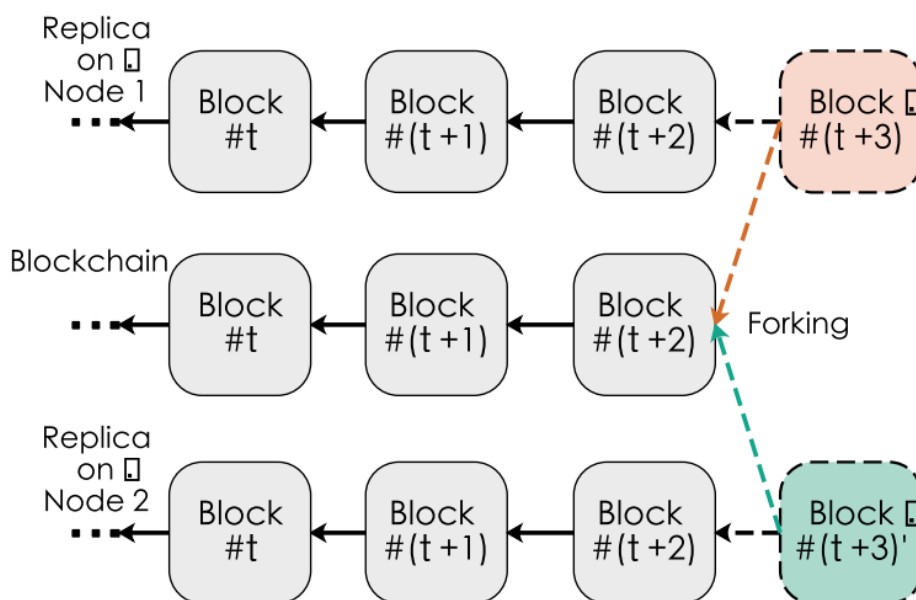 Replica
on
Node 1
Block
#t
Block
#(t +1)
Block
#(t +2)
Block
#(t +3)
Blockchain
Block
#t
Block
#(t +1)
Block
#(t +2)
Forking
Replica
on
Node 2
Block
#t
Block
#(t +1)
Block
#(t +2)
Block
#(t +3)'